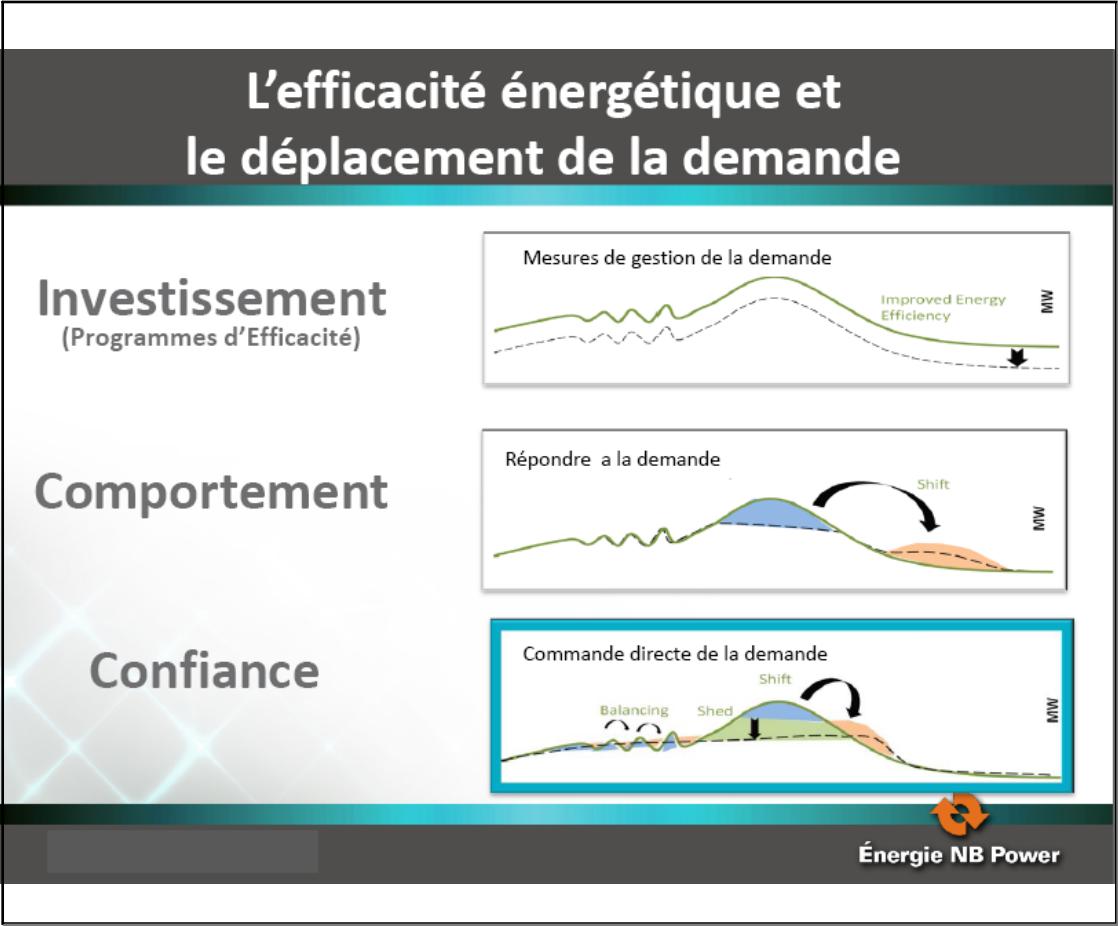 L’efficacité énergétique et
le déplacement de la demande
Investissement
(Programmes d’Efficacité)
Mesures de gestion de la demande
Improved Energy
Efficiency
MW
Comportement
Répondre a la demande
Shift
MW
Confiance
Commande directe de la demande
Shift
Balancing
Shed
MW
Énergie NB Power